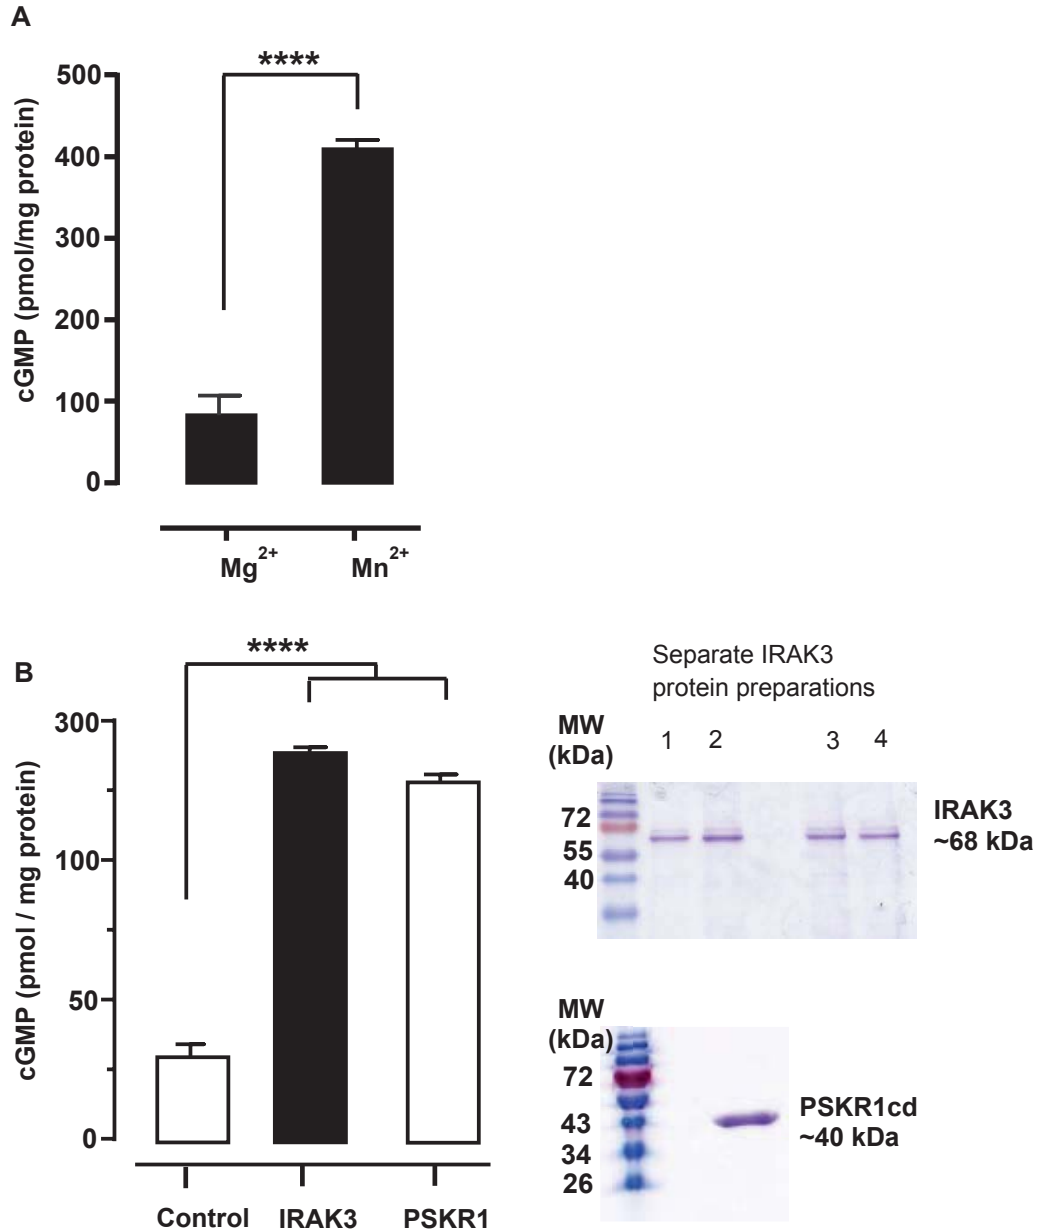 A
****
500
400
300
200
100
0
cGMP (pmol/mg protein)
Mg2+
Mn2+
B
****
300
100
50
0
cGMP (pmol / mg protein)
Control
IRAK3
PSKR1
Separate IRAK3
protein preparations
MW
(kDa)
1
2
3
4
72
55
40
IRAK3
~68 kDa
MW
(kDa)
72
43
34
26
PSKR1cd
~40 kDa